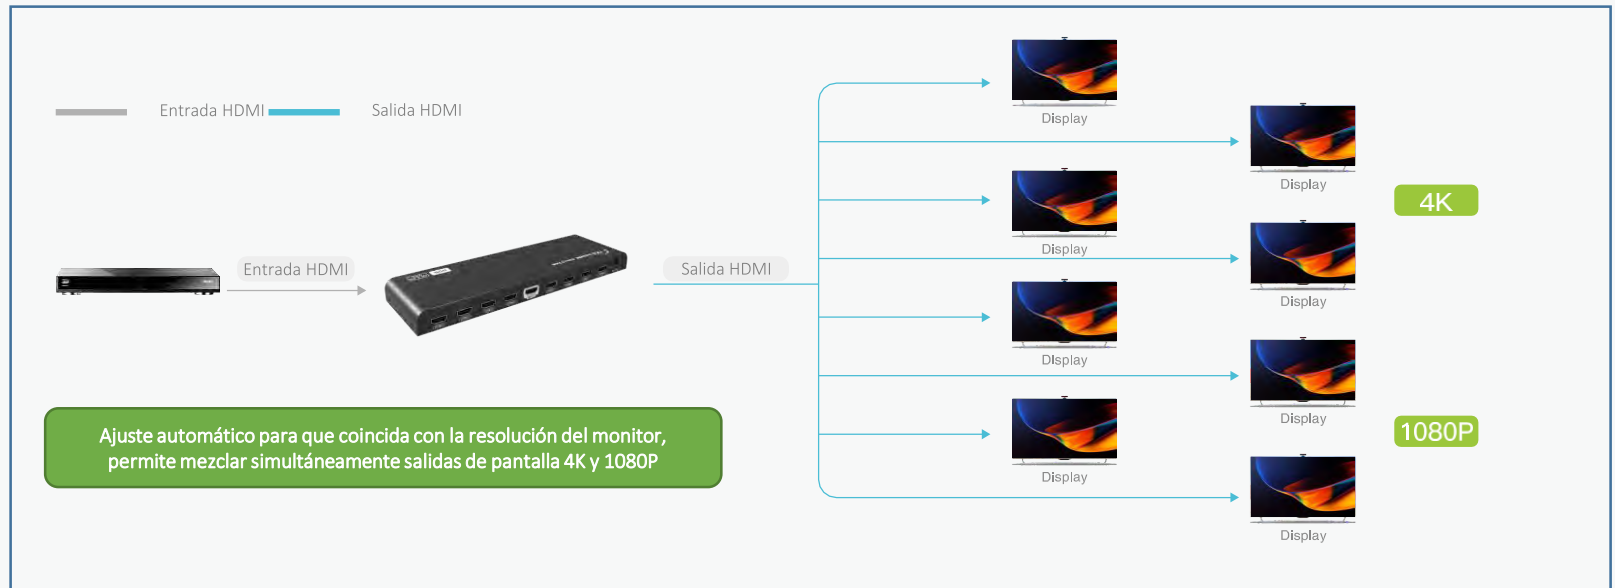 Entrada HDMI
Salida HDMI
Display
Display
4K
Display
Display
Entrada HDMI
Salida HDMI
Display
Display
Ajuste automático para que coincida con la resolución del monitor,
permite mezclar simultáneamente salidas de pantalla 4K y 1080P
1080P
Display
Display